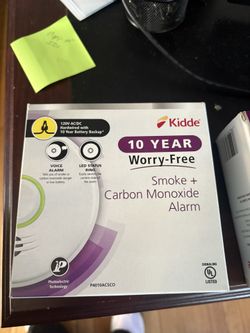 Kidde
120V AC/DC
Hardwired with
10 Year Battery Backup*
10 YEAR
Worry-Free
VOICE
ALARM
LED STATUS
RING
Smoke +
Carbon Monoxide
Alarm
Photoelectric
Technology
P4010ACSCO
UL
LISTED